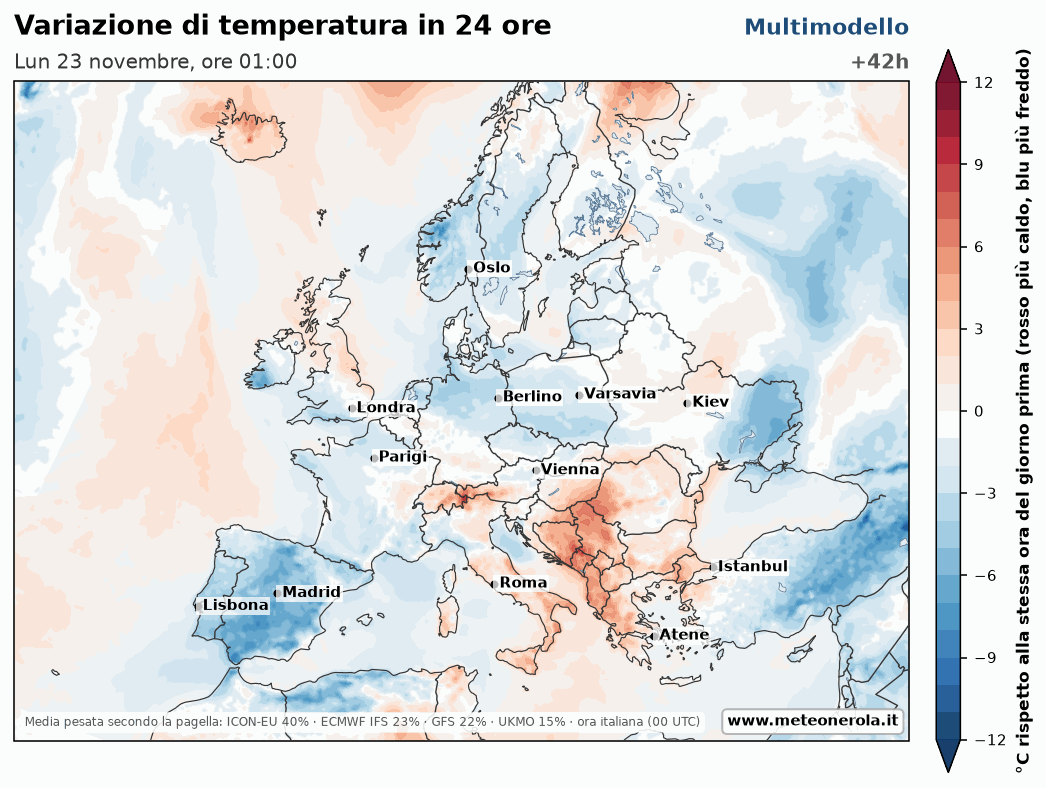 Variazione di temperatura in 24 ore
Multimodello
Lun 23 novembre, ore 01:00
+42h
Oslo
Londra
Berlino
Varsavia
Kiev
Parigi
Vienna
Madrid
Lisbona
Roma
Istanbul
Atene
Media pesata secondo la pagella: ICON-EU 40% · ECMWF IFS 23% · GFS 22% · UKMO 15% · ora italiana (00 UTC)
www.meteonerola.it
12
9
6
3
0
−3
−6
−9
−12
°C rispetto alla stessa ora del giorno prima (rosso più caldo, blu più freddo)